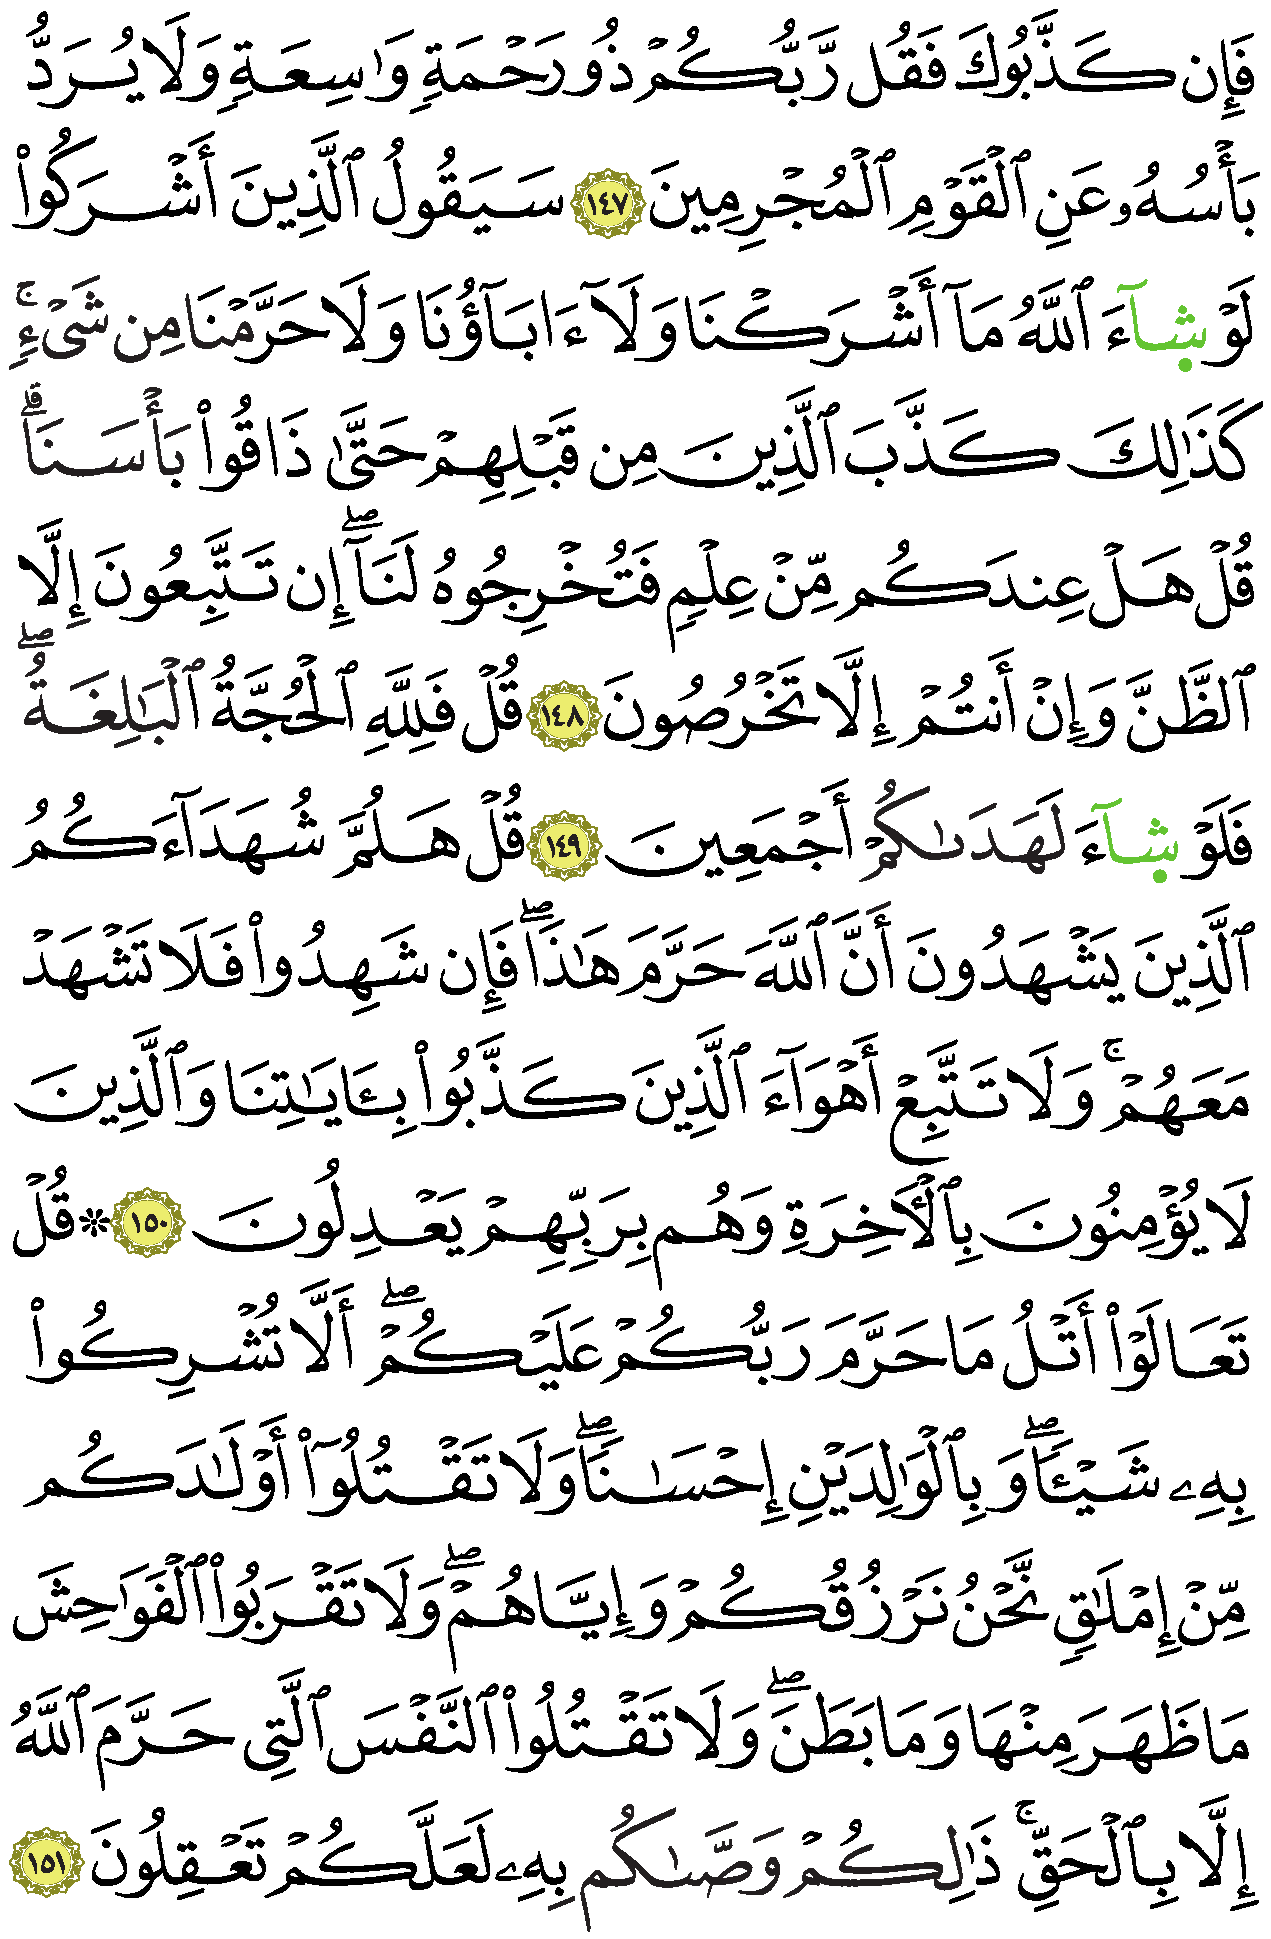 فَإِن كَذَّبُوكَ فَقُل رَّبُّكُمۡ ذُو رَحۡمَةٖ وَٰسِعَةٖ وَلَا يُرَدُّ
بَأۡسُهُۥ عَنِ ٱلۡقَوۡمِ ٱلۡمُجۡرِمِينَ ١٤٧ سَيَقُولُ ٱلَّذِينَ أَشۡرَكُواْ
لَوۡ شِآءَ ٱللَّهُ مَآ أَشۡرَكۡنَا وَلَآ ءَابَآؤُنَا وَلَا حَرَّمۡنَا مِن شَيۡءٖۚ
كَذَٰلِكَ كَذَّبَ ٱلَّذِينَ مِن قَبۡلِهِمۡ حَتَّىٰ ذَاقُواْ بَأۡسَنَاۗ
قُلۡ هَلۡ عِندَكُم مِّنۡ عِلۡمٖ فَتُخۡرِجُوهُ لَنَآۖ إِن تَتَّبِعُونَ إِلَّا
ٱلظَّنَّ وَإِنۡ أَنتُمۡ إِلَّا تَخۡرُصُونَ ١٤٨ قُلۡ فَلِلَّهِ ٱلۡحُجَّةُ ٱلۡبَٰلِغَةُۖ
فَلَوۡ شِآءَ لَهَدَىٰكُمۡ أَجۡمَعِينَ ١٤٩ قُلۡ هَلُمَّ شُهَدَآءَكُمُ
ٱلَّذِينَ يَشۡهَدُونَ أَنَّ ٱللَّهَ حَرَّمَ هَٰذَاۖ فَإِن شَهِدُواْ فَلَا تَشۡهَدۡ
مَعَهُمۡۚ وَلَا تَتَّبِعۡ أَهۡوَآءَ ٱلَّذِينَ كَذَّبُواْ بِـَٔايَٰتِنَا وَٱلَّذِينَ
لَا يُؤۡمِنُونَ بِٱلۡأٓخِرَةِ وَهُم بِرَبِّهِمۡ يَعۡدِلُونَ ١٥٠ ۞ قُلۡ
تَعَالَوۡاْ أَتۡلُ مَا حَرَّمَ رَبُّكُمۡ عَلَيۡكُمۡۖ أَلَّا تُشۡرِكُواْ
بِهِۦ شَيۡـٔٗاۖ وَبِٱلۡوَٰلِدَيۡنِ إِحۡسَٰنٗاۖ وَلَا تَقۡتُلُوٓاْ أَوۡلَٰدَكُم
مِّنۡ إِمۡلَٰقٖ نَّحۡنُ نَرۡزُقُكُمۡ وَإِيَّاهُمۡۖ وَلَا تَقۡرَبُواْ ٱلۡفَوَٰحِشَ
مَا ظَهَرَ مِنۡهَا وَمَا بَطَنَۖ وَلَا تَقۡتُلُواْ ٱلنَّفۡسَ ٱلَّتِي حَرَّمَ ٱللَّهُ
إِلَّا بِٱلۡحَقِّۚ ذَٰلِكُمۡ وَصَّىٰكُم بِهِۦ لَعَلَّكُمۡ تَعۡقِلُونَ ١٥١